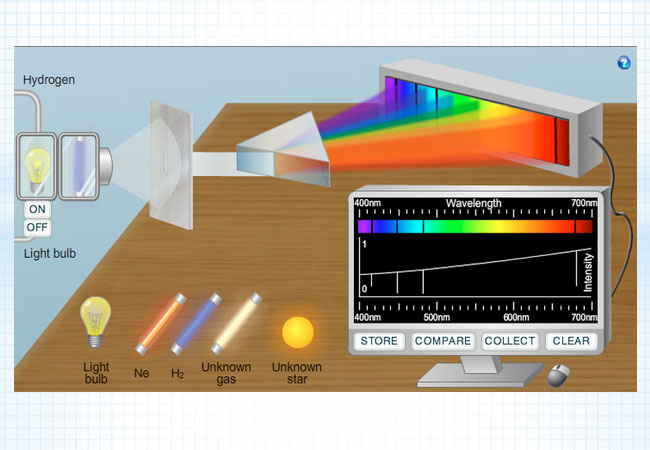 Hydrogen
?
ON
OFF
Light bulb
400nm Wavelength 700nm
1
0
Intensity
400nm 500nm 600nm 700nm
STORE COMPARE COLLECT CLEAR
Light bulb
Ne
H₂
Unknown gas
Unknown star